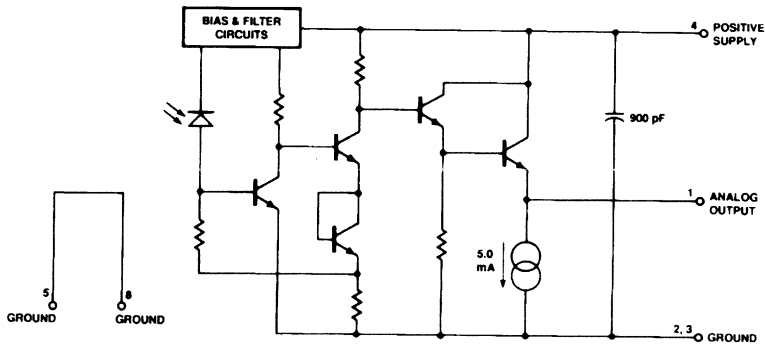 BIAS & FILTER
CIRCUITS
4
POSITIVE
SUPPLY
900 pF
1
ANALOG
OUTPUT
5.0
mA
5
8
GROUND
GROUND
2, 3
GROUND